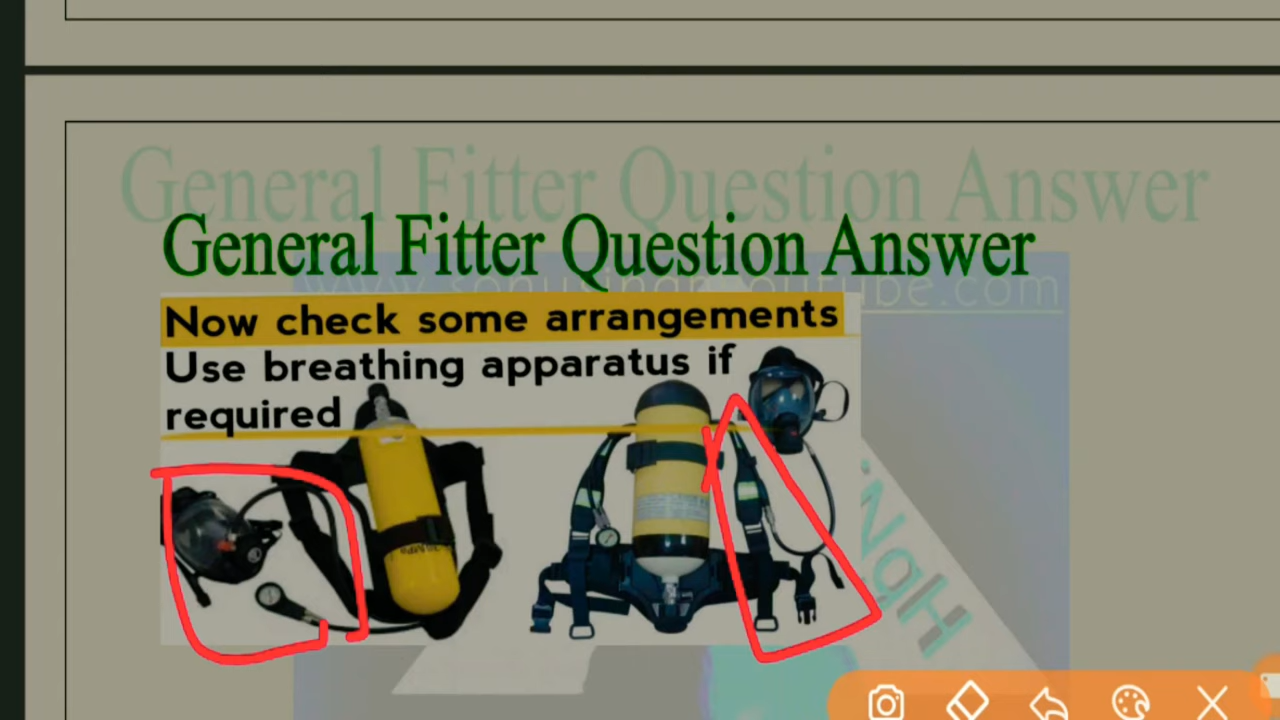 General Fitter Question Answer
General Fitter Question Answer
Now check some arrangements
Use breathing apparatus if
required